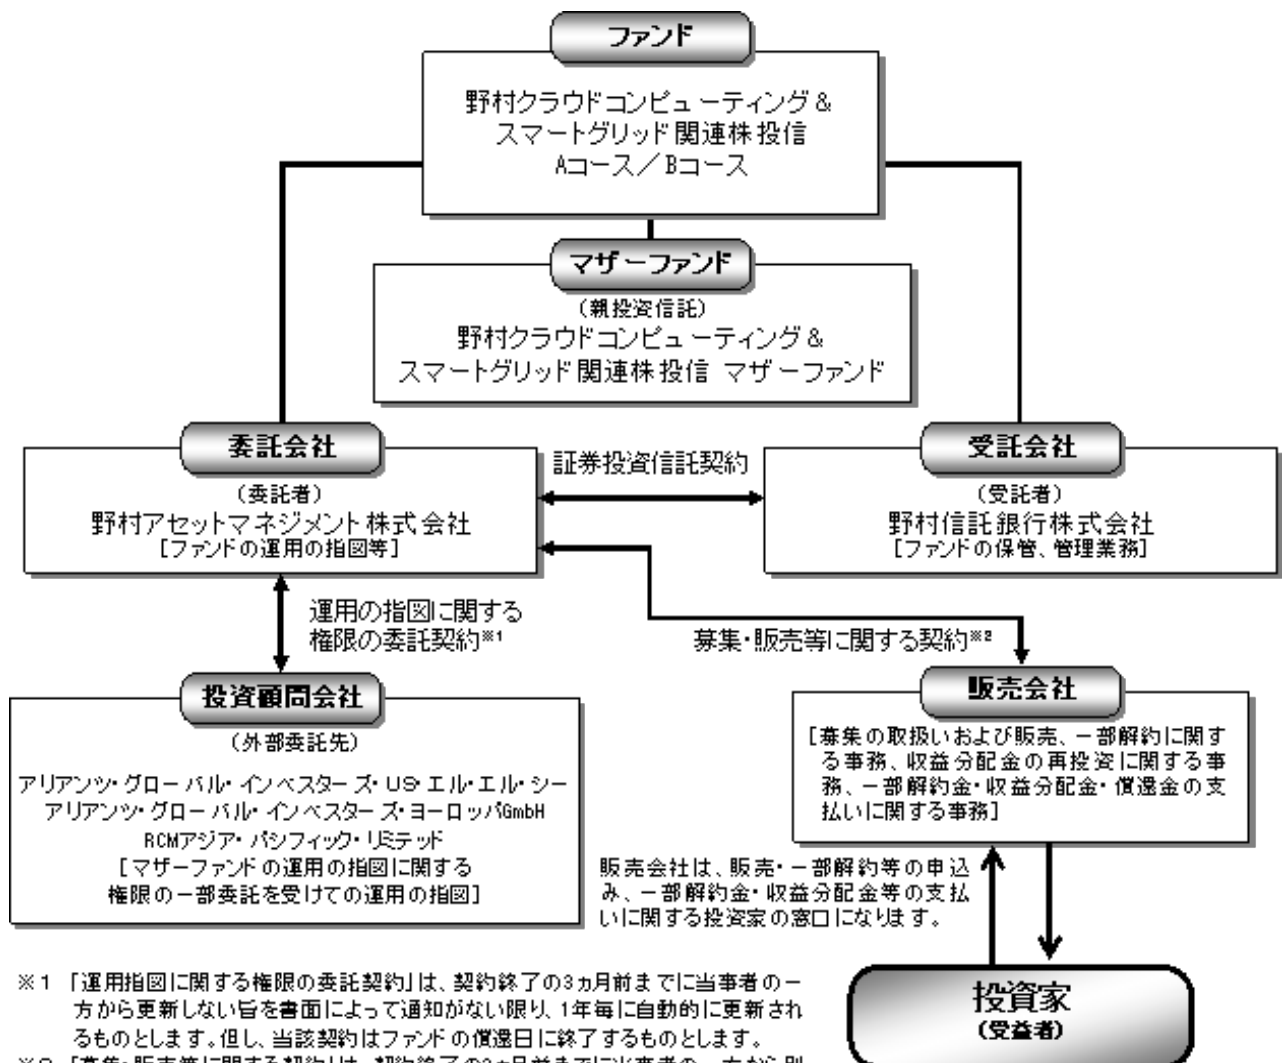 ファンド
野村クラウドコンピューティング＆
スマートグリッド関連株投信
Aコース／Bコース
マザーファンド
(親投資信託)
野村クラウドコンピューティング＆
スマートグリッド関連株投信 マザーファンド
委託会社
(委託者)
野村アセットマネジメント株式会社
[ファンドの運用の指図等]
証券投資信託契約
受託会社
(受託者)
野村信託銀行株式会社
[ファンドの保管、管理業務]
運用の指図に関する
権限の委託契約※1
募集・販売等に関する契約※2
投資顧問会社
(外部委託先)
アリアンツ・グローバル・インベスターズ・US・エル・エル・シー
アリアンツ・グローバル・インベスターズ・ヨーロッパGmbH
RCMアジア・パシフィック・リミテッド
[マザーファンドの運用の指図に関する
権限の一部委託を受けての運用の指図]
販売会社
[募集の取扱いおよび販売、一部解約に関す
る事務、収益分配金の再投資に関する事
務、一部解約金・収益分配金・償還金の支
払いに関する事務]
販売会社は、販売・一部解約等の申込
み、一部解約金・収益分配金等の支払
いに関する投資家の窓口になります。
投資家
(受益者)
※1 「運用指図に関する権限の委託契約」は、契約終了の3ヵ月前までに当事者の一
方から更新しない旨を書面によって通知がない限り、1年毎に自動的に更新され
るものとします。但し、当該契約はファンドの償還日に終了するものとします。